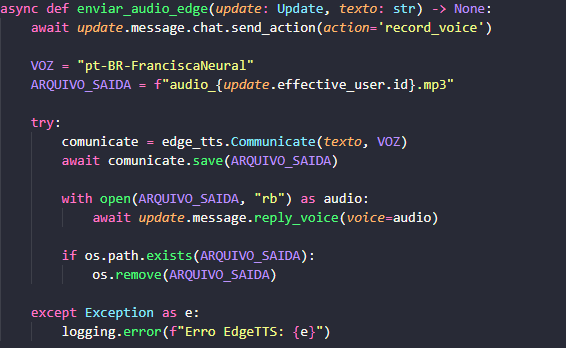 async def enviar_audio_edge(update: Update, texto: str) -> None:
    await update.message.chat.send_action(action='record_voice')

    VOZ = "pt-BR-FranciscaNeural"
    ARQUIVO_SAIDA = f"audio_{update.effective_user.id}.mp3"

    try:
        comunicate = edge_tts.Communicate(texto, VOZ)
        await comunicate.save(ARQUIVO_SAIDA)

        with open(ARQUIVO_SAIDA, "rb") as audio:
            await update.message.reply_voice(voice=audio)

        if os.path.exists(ARQUIVO_SAIDA):
            os.remove(ARQUIVO_SAIDA)

    except Exception as e:
        logging.error(f"Erro EdgeTTS: {e}")